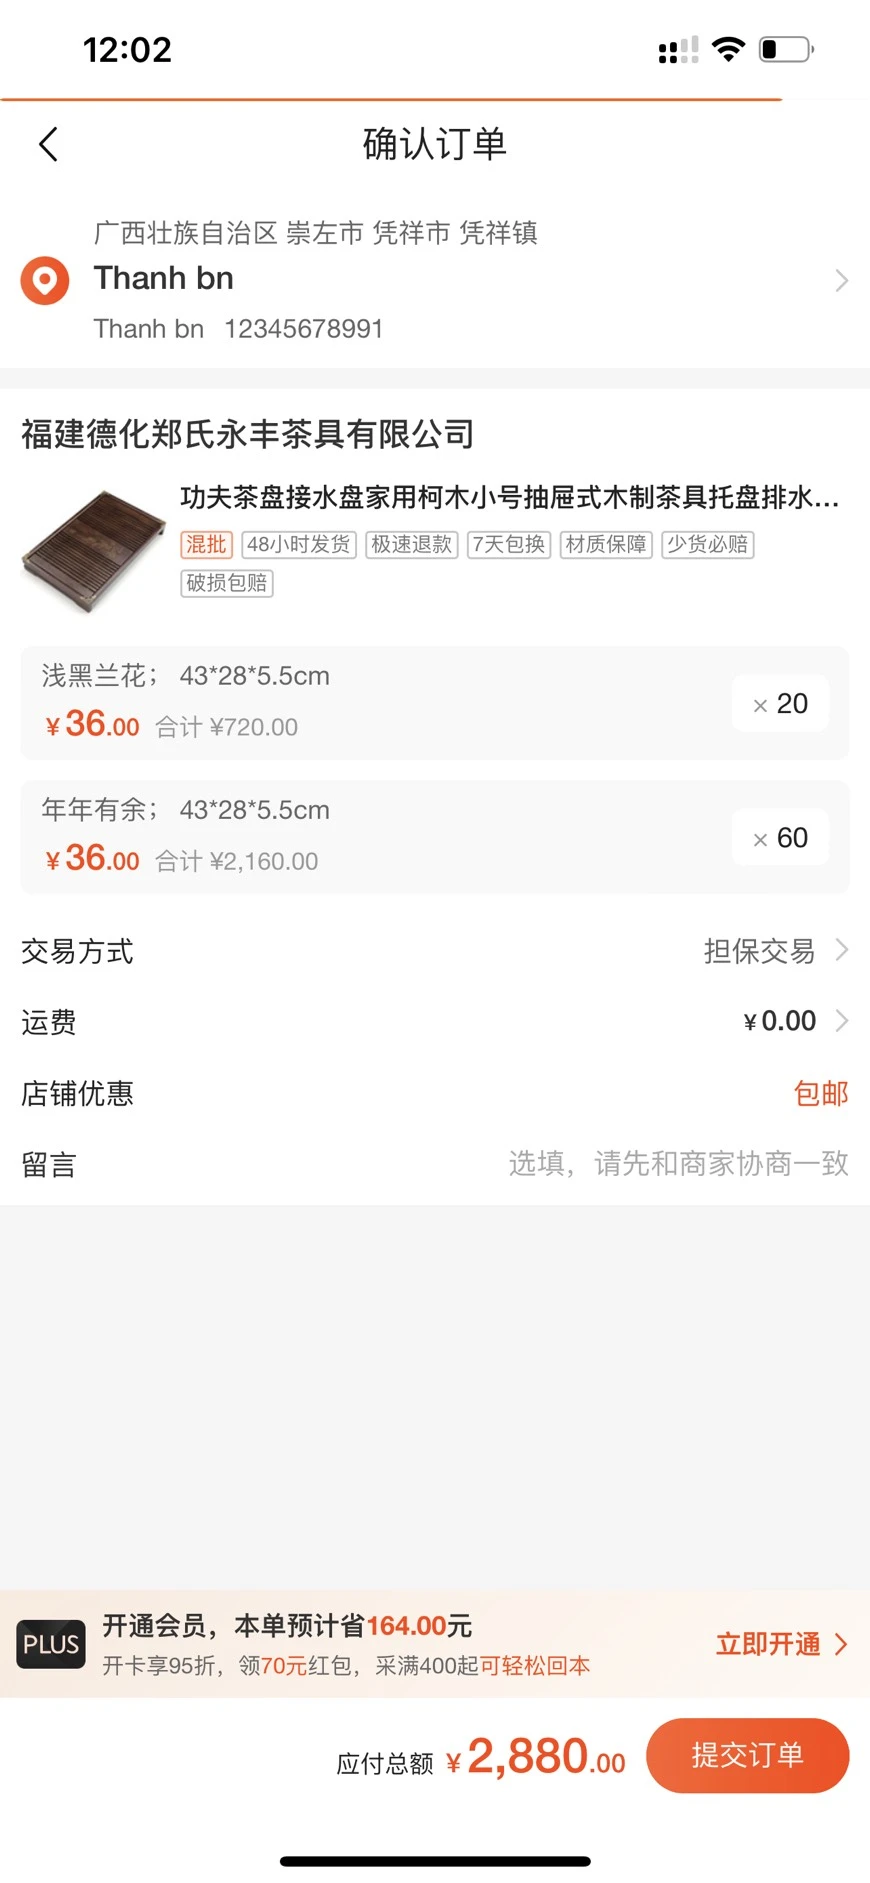 12:02
确认订单
广西壮族自治区 崇左市 凭祥市 凭祥镇
Thanh bn
Thanh bn 12345678991
福建德化郑氏永丰茶具有限公司
功夫茶盘接水盘家用柯木小号抽屉式木制茶具托盘排水...
混批 48小时发货 极速退款 7天包换 材质保障 少货必赔
破损包赔
浅黑兰花； 43*28*5.5cm
¥36.00 合计 ¥720.00
× 20
年年有余； 43*28*5.5cm
¥36.00 合计 ¥2,160.00
× 60
交易方式 担保交易
运费 ¥0.00
店铺优惠 包邮
留言 选填，请先和商家协商一致
PLUS
开通会员，本单预计省164.00元
开卡享95折，领70元红包，采满400起可轻松回本
立即开通
应付总额 ¥2,880.00
提交订单